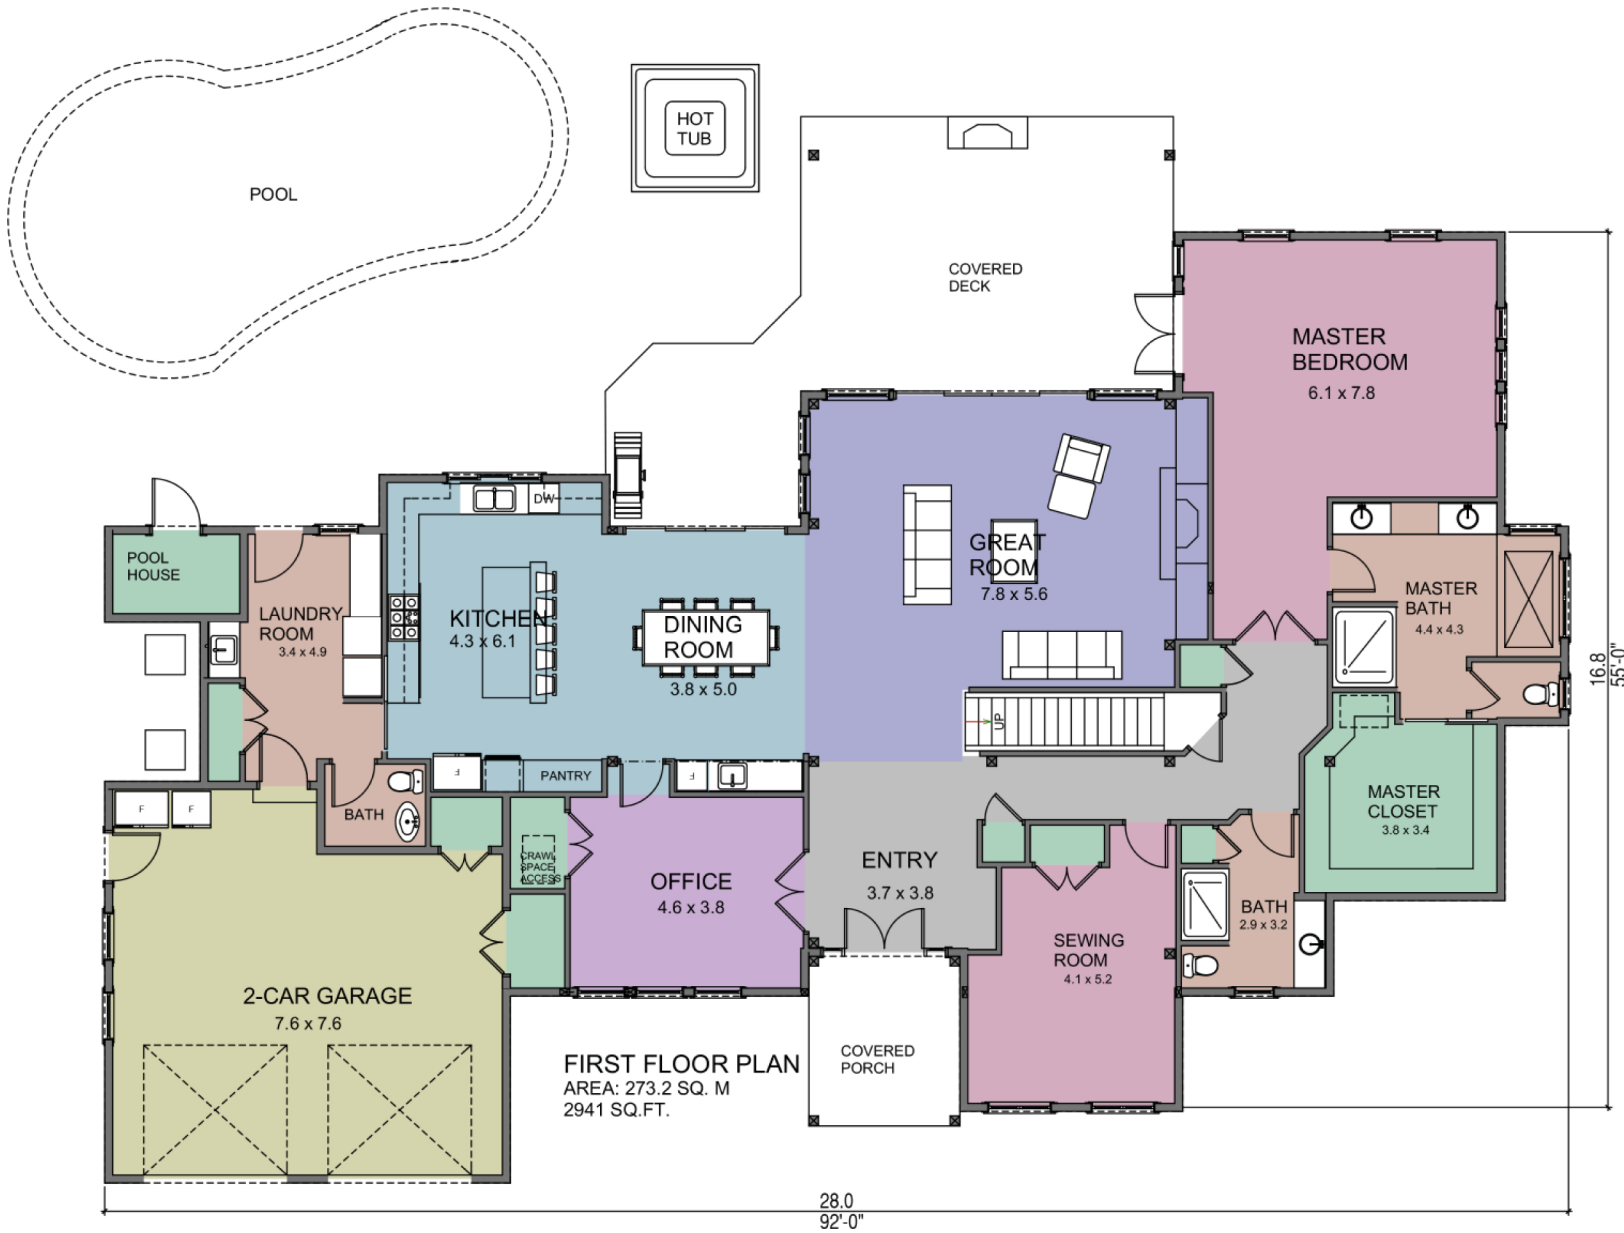 HOT
TUB
POOL
COVERED
DECK
MASTER
BEDROOM
6.1 x 7.8
DW
POOL
HOUSE
GREAT
ROOM
7.8 x 5.6
LAUNDRY
ROOM
3.4 x 4.9
KITCHEN
4.3 x 6.1
DINING
ROOM
3.8 x 5.0
MASTER
BATH
4.4 x 4.3
16.8
55'-0"
UP
F
PANTRY
F
MASTER
CLOSET
3.8 x 3.4
F
F
BATH
CRAWL
SPACE
ACCESS
OFFICE
4.6 x 3.8
ENTRY
3.7 x 3.8
BATH
2.9 x 3.2
SEWING
ROOM
4.1 x 5.2
2-CAR GARAGE
7.6 x 7.6
COVERED
PORCH
FIRST FLOOR PLAN
AREA: 273.2 SQ. M
2941 SQ.FT.
28.0
92'-0"